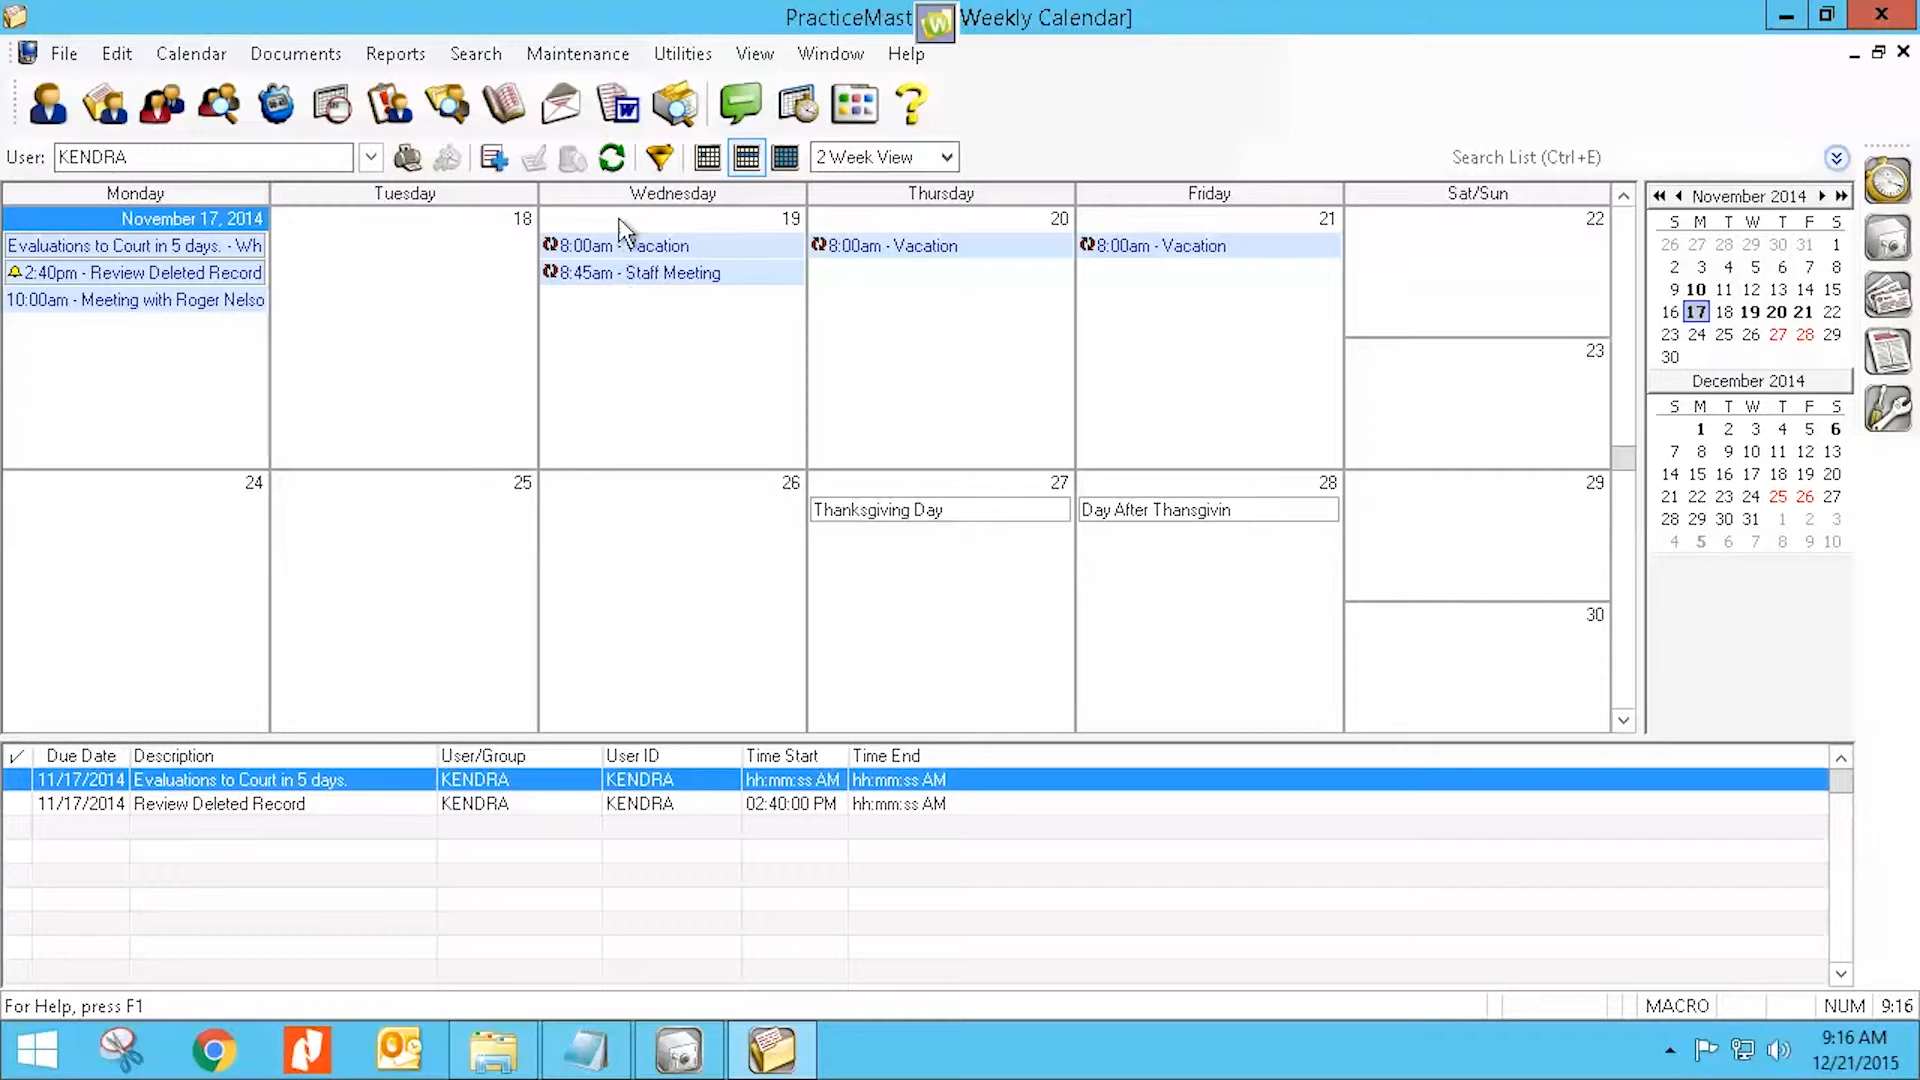 PracticeMast Weekly Calendar]
File Edit Calendar Documents Reports Search Maintenance Utilities View Window Help
User: KENDRA 2 Week View Search List (Ctrl+E)
Monday Tuesday Wednesday Thursday Friday Sat/Sun
November 17, 2014 18 19 20 21 22
Evaluations to Court in 5 days. - Wh 8:00am - Vacation 8:00am - Vacation 8:00am - Vacation
2:40pm - Review Deleted Record 8:45am - Staff Meeting
10:00am - Meeting with Roger Nelso
23
24 25 26 27 28 29
Thanksgiving Day Day After Thansgivin
30
November 2014
S M T W T F S
26 27 28 29 30 31 1
2 3 4 5 6 7 8
9 10 11 12 13 14 15
16 17 18 19 20 21 22
23 24 25 26 27 28 29
30
December 2014
S M T W T F S
1 2 3 4 5 6
7 8 9 10 11 12 13
14 15 16 17 18 19 20
21 22 23 24 25 26 27
28 29 30 31 1 2 3
4 5 6 7 8 9 10
Due Date Description User/Group User ID Time Start Time End
11/17/2014 Evaluations to Court in 5 days. KENDRA KENDRA hh:mm:ss AM hh:mm:ss AM
11/17/2014 Review Deleted Record KENDRA KENDRA 02:40:00 PM hh:mm:ss AM
For Help, press F1 MACRO NUM 9:16
9:16 AM
12/21/2015